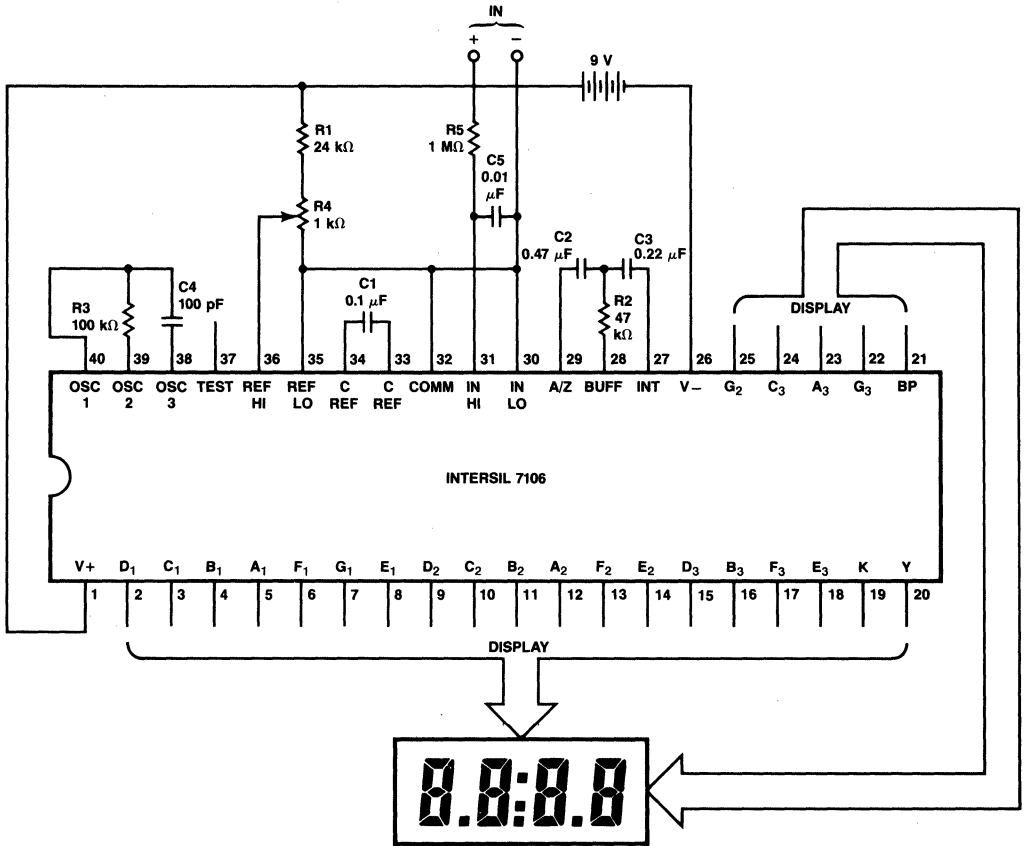 IN
+ −
9 V
R1
24 kΩ
R5
1 MΩ
C5
0.01
μF
R4
1 kΩ
C2
0.47 μF
C3
0.22 μF
C4
100 pF
R3
100 kΩ
C1
0.1 μF
R2
47
kΩ
DISPLAY
40 39 38 37 36 35 34 33 32 31 30 29 28 27 26 25 24 23 22 21
OSC OSC OSC TEST REF REF C C COMM IN IN A/Z BUFF INT V− G2 C3 A3 G3 BP
1 2 3 HI LO REF REF HI LO
INTERSIL 7106
V+ D1 C1 B1 A1 F1 G1 E1 D2 C2 B2 A2 F2 E2 D3 B3 F3 E3 K Y
1 2 3 4 5 6 7 8 9 10 11 12 13 14 15 16 17 18 19 20
DISPLAY
8.8:8.8